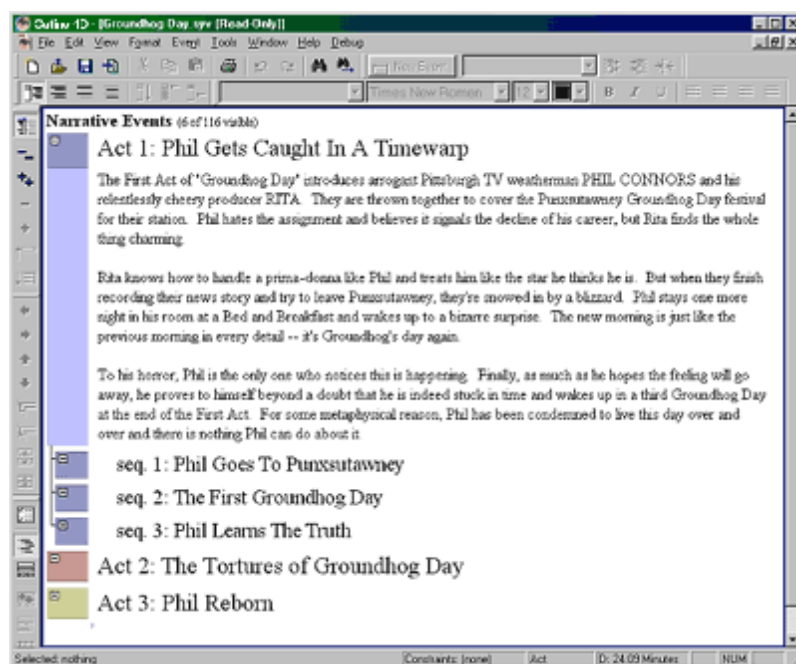 Outline 4D - [Groundhog Day.syv [Read-Only]]
File Edit View Format Event Tools Window Help Debug
New Event
Times New Roman 12 B I U
Narrative Events (6 of 116 visible)
Act 1: Phil Gets Caught In A Timewarp
The First Act of "Groundhog Day" introduces arrogant Pittsburgh TV weatherman PHIL CONNORS and his
relentlessly cheery producer RITA. They are thrown together to cover the Punxsutawney Groundhog Day festival
for their station. Phil hates the assignment and believes it signals the decline of his career, but Rita finds the whole
thing charming.
Rita knows how to handle a prima-donna like Phil and treats him like the star he thinks he is. But when they finish
recording their news story and try to leave Punxsutawney, they're snowed in by a blizzard. Phil stays one more
night in his room at a Bed and Breakfast and wakes up to a bizarre surprise. The new morning is just like the
previous morning in every detail -- it's Groundhog's day again.
To his horror, Phil is the only one who notices this is happening. Finally, as much as he hopes the feeling will go
away, he proves to himself beyond a doubt that he is indeed stuck in time and wakes up in a third Groundhog Day
at the end of the First Act. For some metaphysical reason, Phil has been condemned to live this day over and
over and there is nothing Phil can do about it.
seq. 1: Phil Goes To Punxsutawney
seq. 2: The First Groundhog Day
seq. 3: Phil Learns The Truth
Act 2: The Tortures of Groundhog Day
Act 3: Phil Reborn
Selected: nothing Constraints: [none] Act D: 24.09 Minutes NUM